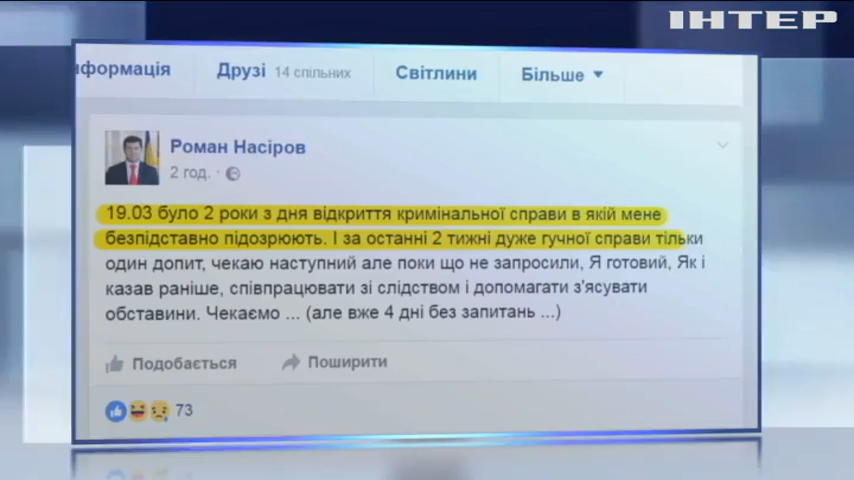 ІНТЕР
нформація
Друзі 14 спільних
Світлини
Більше
Роман Насіров
2 год.
19.03 було 2 роки з дня відкриття кримінальної справи в якій мене
безпідставно підозрюють. І за останні 2 тижні дуже гучної справи тільки
один допит, чекаю наступний але поки що не запросили, Я готовий, Як і
казав раніше, співпрацювати зі слідством і допомагати з'ясувати
обставини. Чекаємо ... (але вже 4 дні без запитань ...)
Подобається
Поширити
73